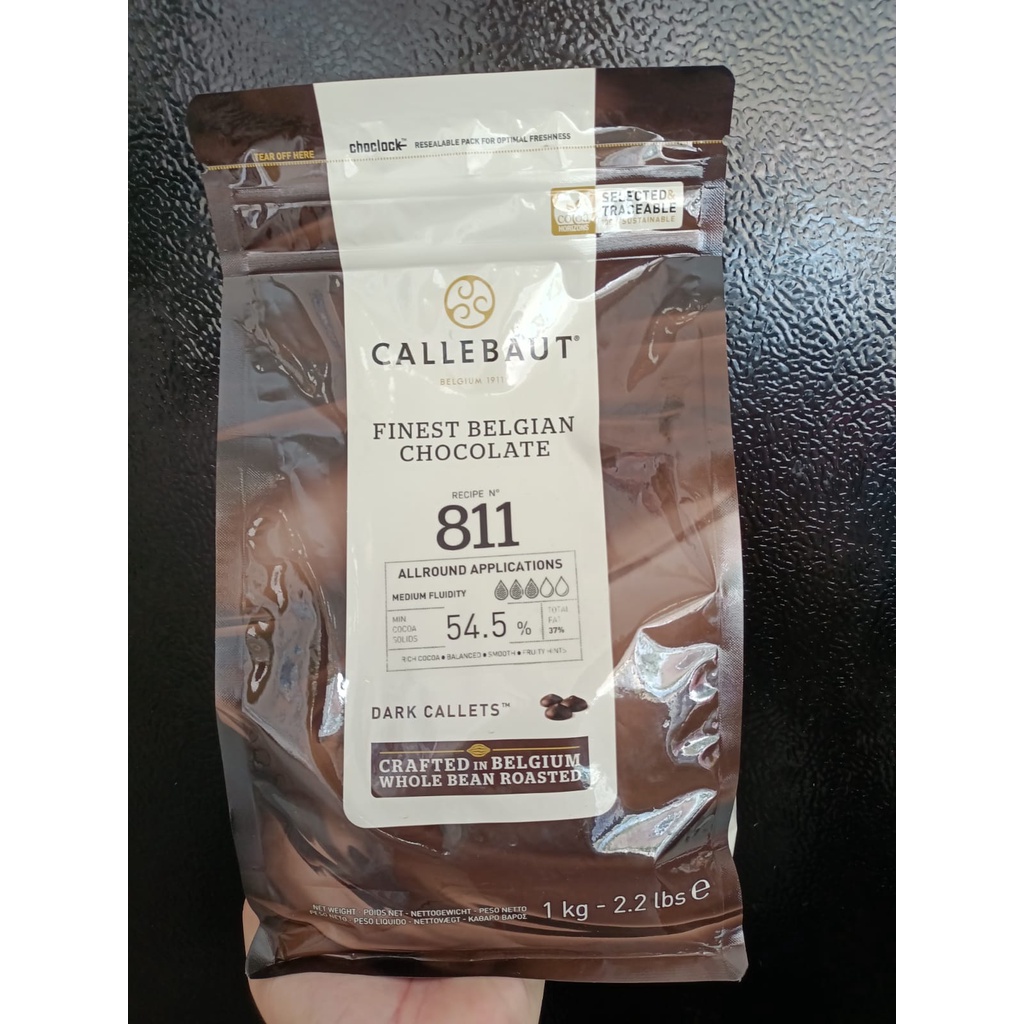 choclock™ RESEALABLE PACK FOR OPTIMAL FRESHNESS
TEAR OFF HERE
cocoa
HORIZONS
SELECTED&
TRACEABLE
SUSTAINABLE
CALLEBAUT®
BELGIUM 1911
FINEST BELGIAN
CHOCOLATE
RECIPE N°
811
ALLROUND APPLICATIONS
MEDIUM FLUIDITY
MIN
COCOA
SOLIDS
54.5 %
TOTAL
FAT
37%
RICH COCOA • BALANCED • SMOOTH • FRUITY HINTS
DARK CALLETS™
CRAFTED IN BELGIUM
WHOLE BEAN ROASTED
NET WEIGHT - POIDS NET - NETTOGEWICHT - PESO NETTO
PESO NETO - PESO LIQUIDO - NETTOVÆGT - ΚΑΘΑΡΟ ΒΑΡΟΣ
1 kg - 2.2 lbs ℮